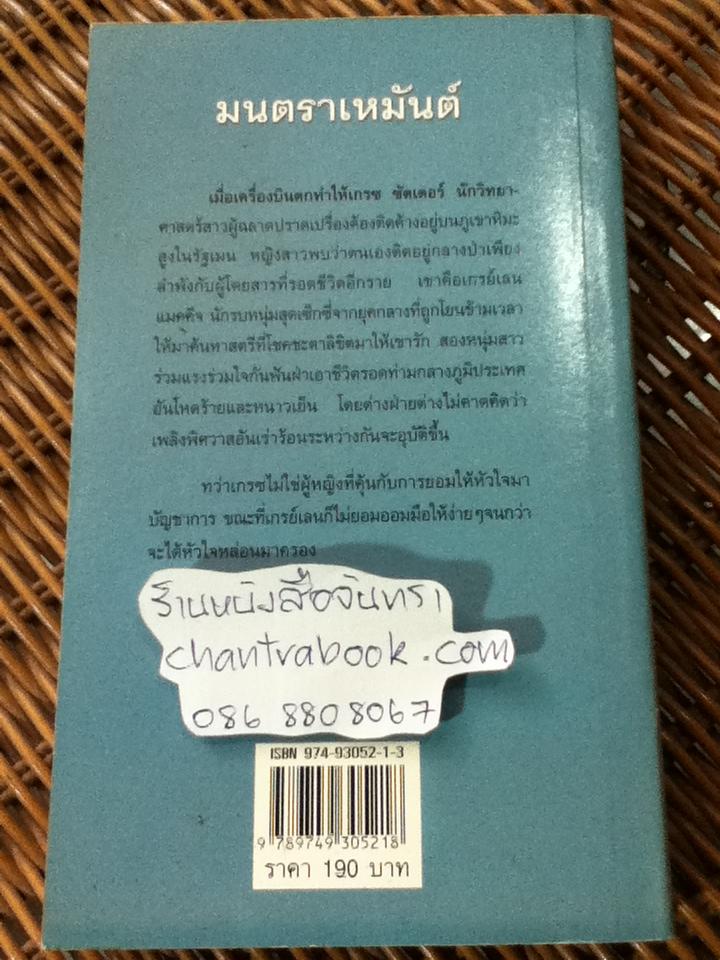 มนตราเหมันต์
เมื่อเครื่องบินตกทำให้เกรซ ซัตเตอร์ นักวิทยา-
ศาสตร์สาวผู้ฉลาดปราดเปรื่องต้องติดค้างอยู่บนภูเขาหิมะ
สูงในรัฐเมน หญิงสาวพบว่าตนเองติดอยู่กลางป่าเพียง
ลำพังกับผู้โดยสารที่รอดชีวิตอีกราย เขาคือเกรย์เลน
แมคคีจ นักรบหนุ่มสุดเซ็กซี่จากยุคกลางที่ถูกโยนข้ามเวลา
ให้มาค้นหาสตรีที่โชคชะตาลิขิตมาให้เขารัก สองหนุ่มสาว
ร่วมแรงร่วมใจกันฟันฝ่าเอาชีวิตรอดท่ามกลางภูมิประเทศ
อันโหดร้ายและหนาวเย็น โดยต่างฝ่ายต่างไม่คาดคิดว่า
เพลิงพิศวาสอันเร่าร้อนระหว่างกันจะอุบัติขึ้น
ทว่าเกรซไม่ใช่ผู้หญิงที่คุ้นกับการยอมให้หัวใจมา
บัญชาการ ขณะที่เกรย์เลนก็ไม่ยอมออมมือให้ง่ายๆจนกว่า
จะได้หัวใจหล่อนมาครอง
ร้านหนังสือจันทรา
chantrabook.com
086 8808067
ISBN 974-93052-1-3
9 789749 305218
ราคา 190 บาท